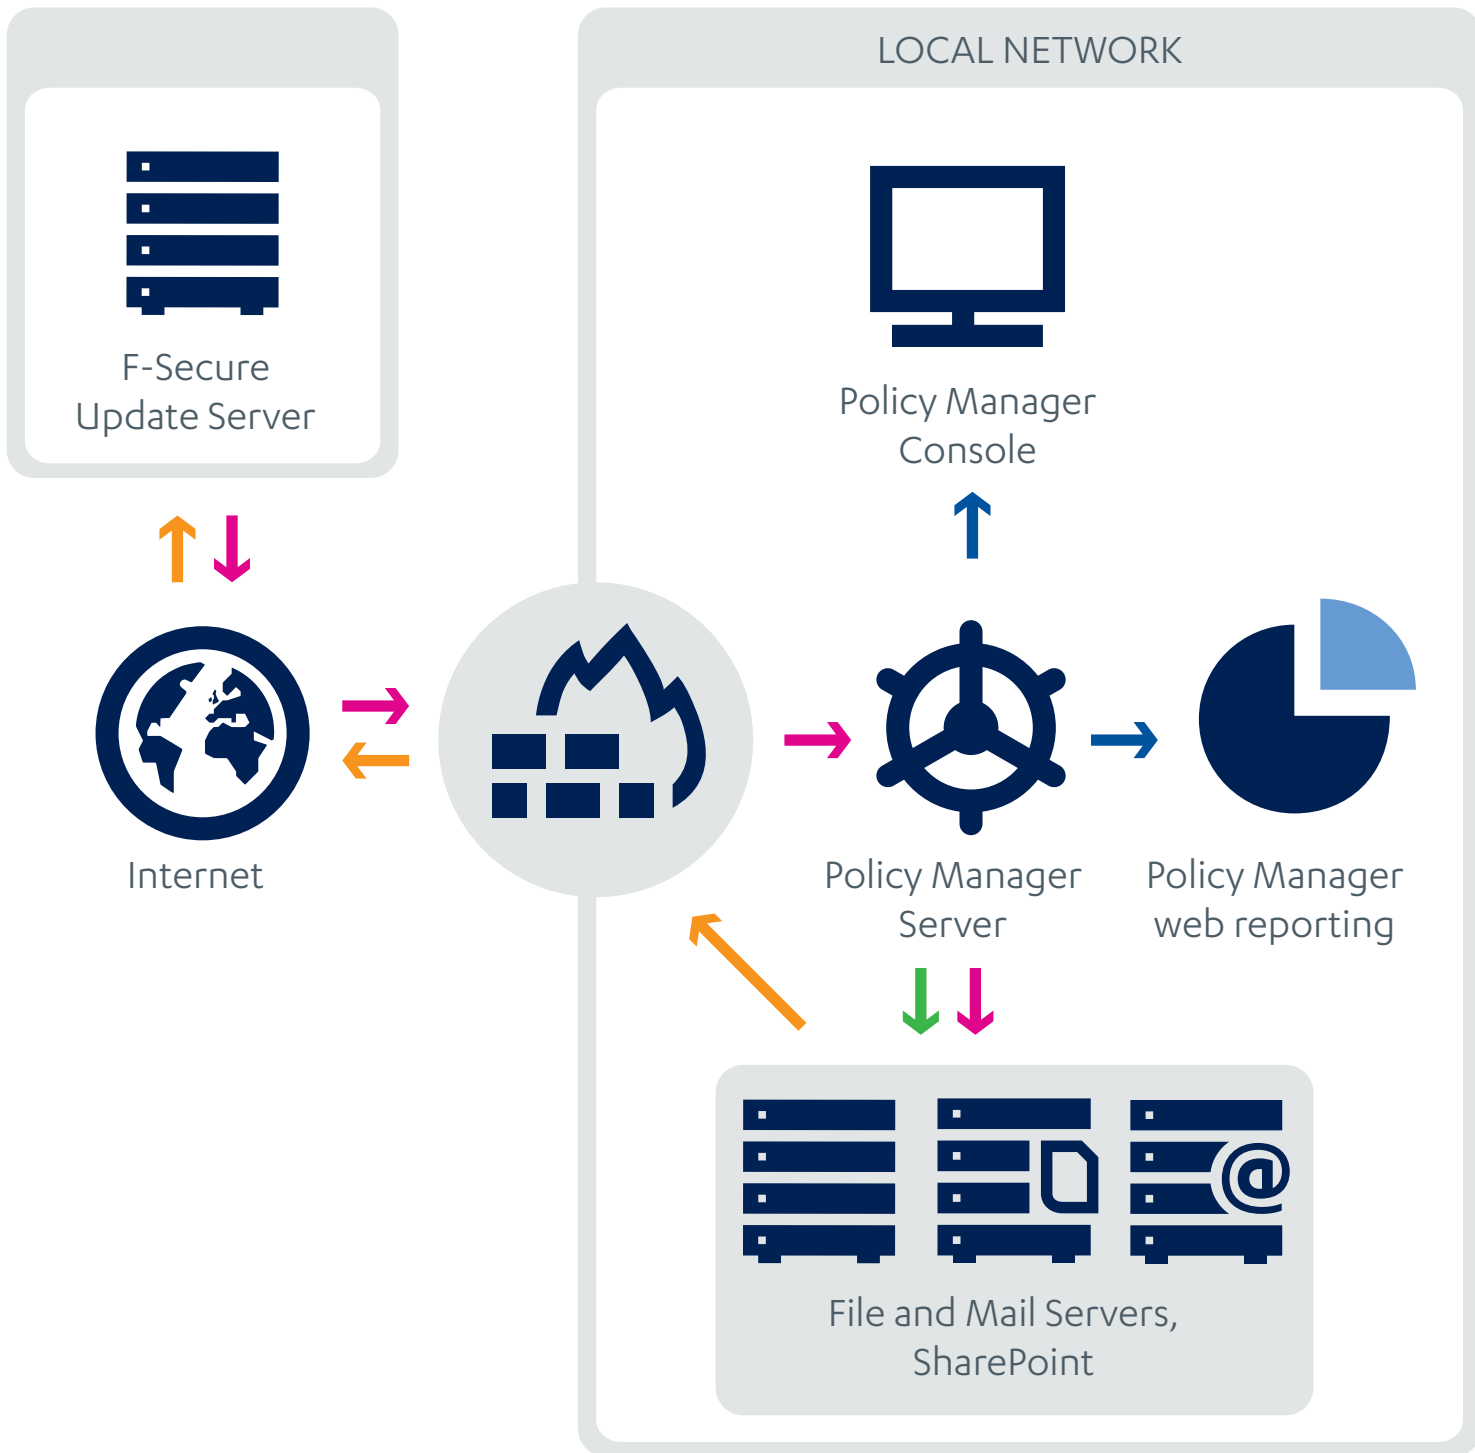 LOCAL NETWORK
F-Secure
Update Server
Policy Manager
Console
Internet
Policy Manager
Server
Policy Manager
web reporting
@
File and Mail Servers,
SharePoint